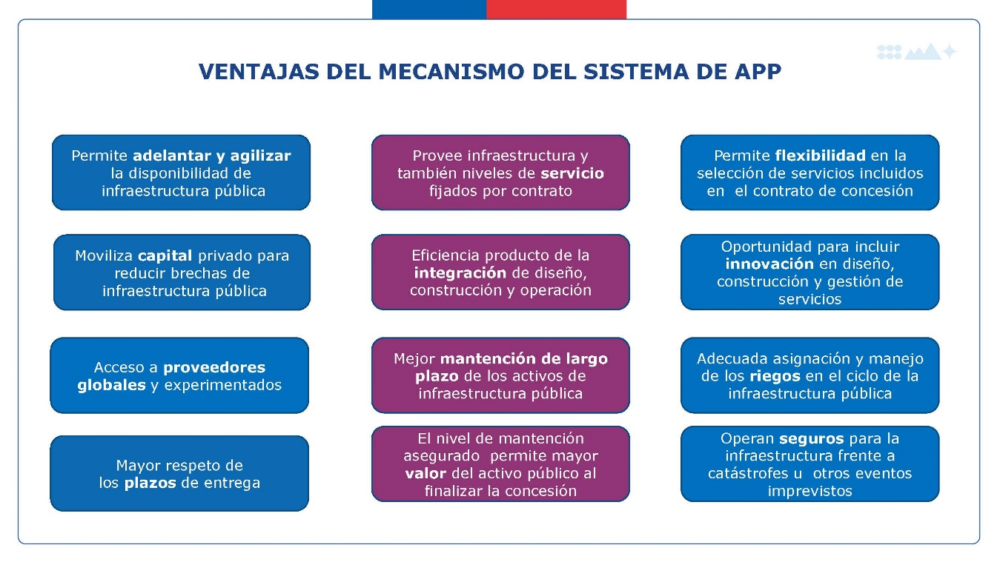 VENTAJAS DEL MECANISMO DEL SISTEMA DE APP
Permite adelantar y agilizar
la disponibilidad de
infraestructura pública
Moviliza capital privado para
reducir brechas de
infraestructura pública
Acceso a proveedores
globales y experimentados
Mayor respeto de
los plazos de entrega
Provee infraestructura y
también niveles de servicio
fijados por contrato
Eficiencia producto de la
integración de diseño,
construcción y operación
Mejor mantención de largo
plazo de los activos de
infraestructura pública
El nivel de mantención
asegurado  permite mayor
valor del activo público al
finalizar la concesión
Permite flexibilidad en la
selección de servicios incluidos
en  el contrato de concesión
Oportunidad para incluir
innovación en diseño,
construcción y gestión de
servicios
Adecuada asignación y manejo
de los riegos en el ciclo de la
infraestructura pública
Operan seguros para la
infraestructura frente a
catástrofes u  otros eventos
imprevistos